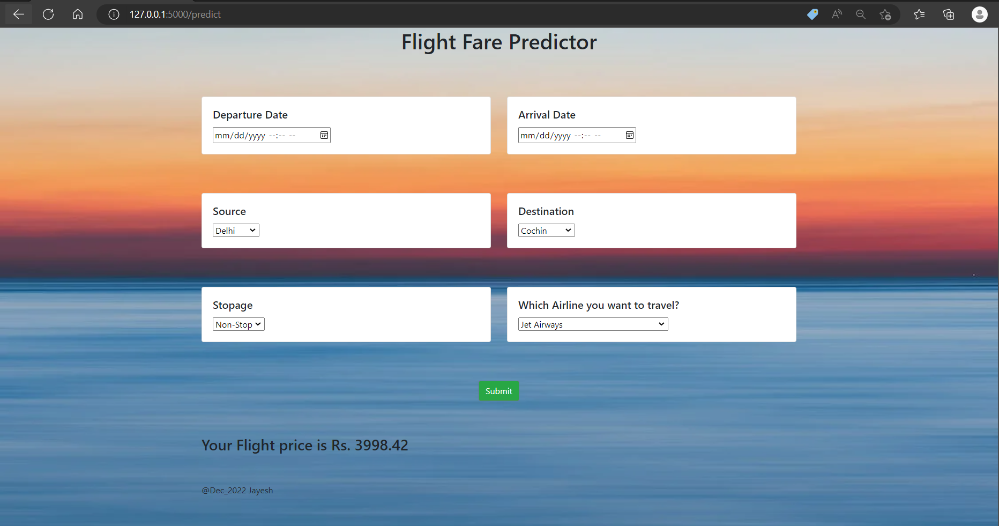 127.0.0.1:5000/predict
Flight Fare Predictor
Departure Date
mm/dd/yyyy --:-- --
Arrival Date
mm/dd/yyyy --:-- --
Source
Delhi
Destination
Cochin
Stopage
Non-Stop
Which Airline you want to travel?
Jet Airways
Submit
Your Flight price is Rs. 3998.42
@Dec_2022 Jayesh